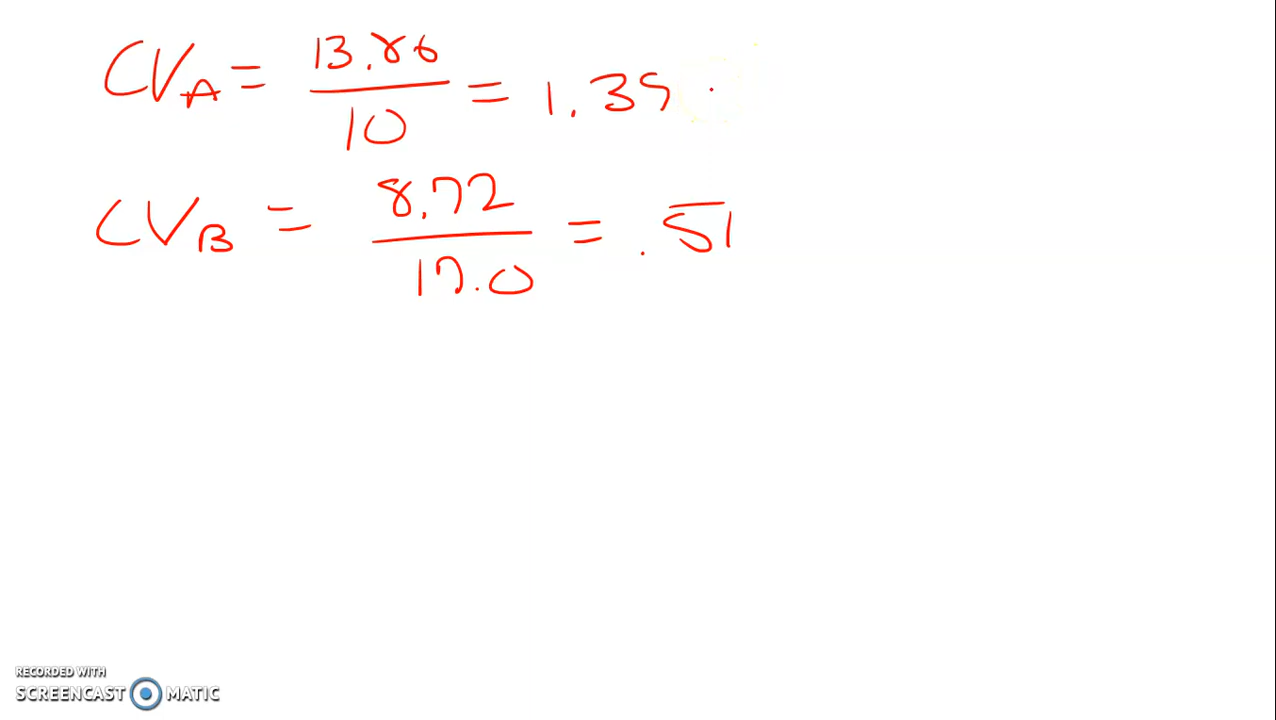 CV_A = 13.86 / 10 = 1.39
CV_B = 8.72 / 17.0 = .51
RECORDED WITH
SCREENCAST MATIC